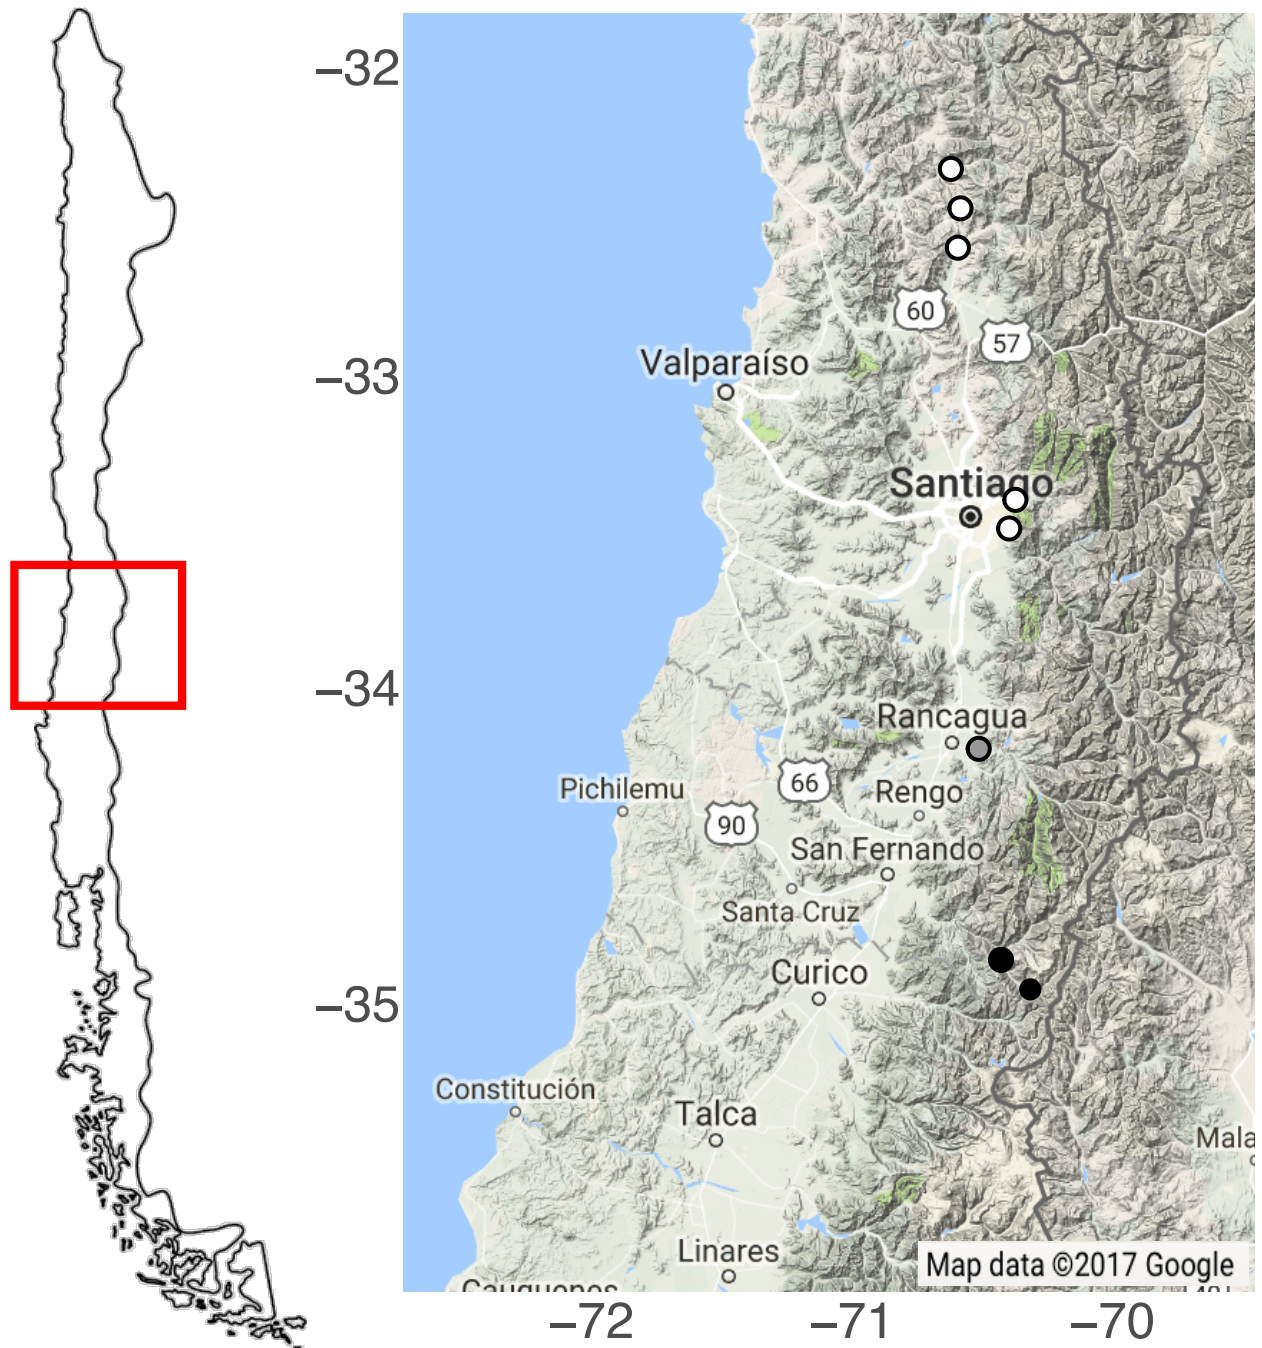 −32
−33
−34
−35
60
57
Valparaíso
Santiago
Rancagua
Pichilemu
66
Rengo
90
San Fernando
Santa Cruz
Curico
Constitución
Talca
Mala
Linares
Map data ©2017 Google
Cauquenes
−72
−71
−70